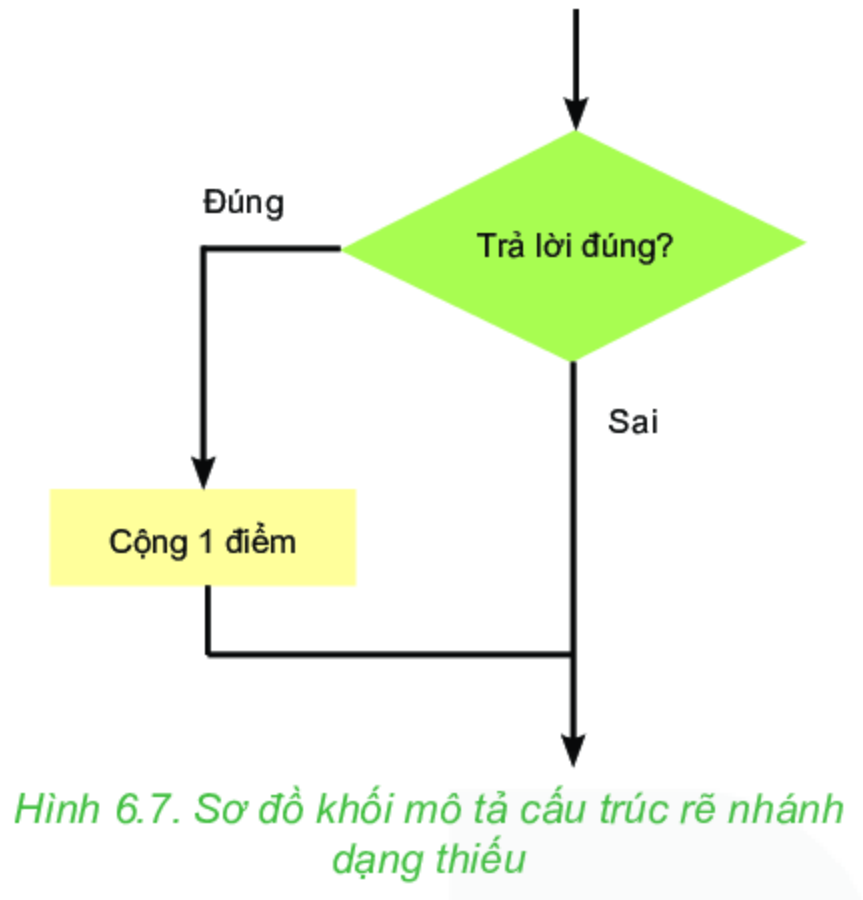 Đúng
Trả lời đúng?
Sai
Cộng 1 điểm
Hình 6.7. Sơ đồ khối mô tả cấu trúc rẽ nhánh
dạng thiếu